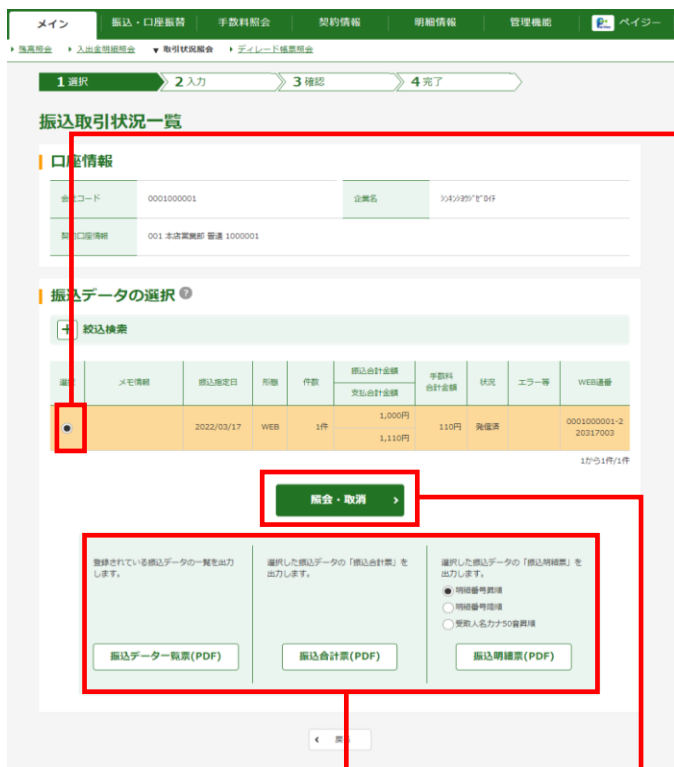 メイン 振込・口座振替 手数料照会 契約情報 明細情報 管理機能 ペイジー
残高照会 入出金明細照会 取引状況照会 ディレード帳票照会
1 選択 2 入力 3 確認 4 完了
振込取引状況一覧
口座情報
会社コード 0001000001 企業名
契約口座情報 001 本店営業部 普通 1000001
振込データの選択 ?
+ 絞込検索
選択 メモ情報 振込指定日 形態 件数 振込合計金額 手数料合計金額 状況 エラー等 WEB通番
支払合計金額
2022/03/17 WEB 1件 1,000円 110円 発信済 0001000001-2
1,110円 20317003
1から1件/1件
照会・取消
登録されている振込データの一覧を出力 選択した振込データの「振込合計票」を 選択した振込データの「振込明細票」を
します。 出力します。 出力します。
明細番号昇順
明細番号降順
受取人名カナ50音昇順
振込データ一覧票(PDF) 振込合計票(PDF) 振込明細票(PDF)
戻